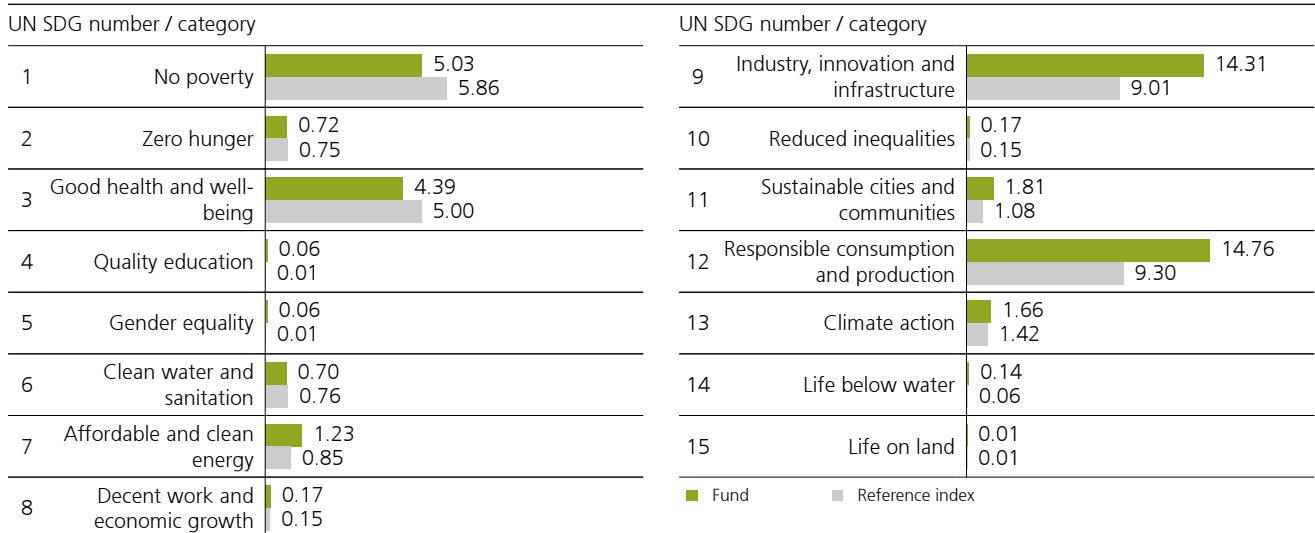 UN SDG number / category
1
No poverty
5.03
5.86
2
Zero hunger
0.72
0.75
3
Good health and well-
being
4.39
5.00
4
Quality education
0.06
0.01
5
Gender equality
0.06
0.01
6
Clean water and
sanitation
0.70
0.76
7
Affordable and clean
energy
1.23
0.85
8
Decent work and
economic growth
0.17
0.15
UN SDG number / category
9
Industry, innovation and
infrastructure
14.31
9.01
10
Reduced inequalities
0.17
0.15
11
Sustainable cities and
communities
1.81
1.08
12
Responsible consumption
and production
14.76
9.30
13
Climate action
1.66
1.42
14
Life below water
0.14
0.06
15
Life on land
0.01
0.01
Fund
Reference index